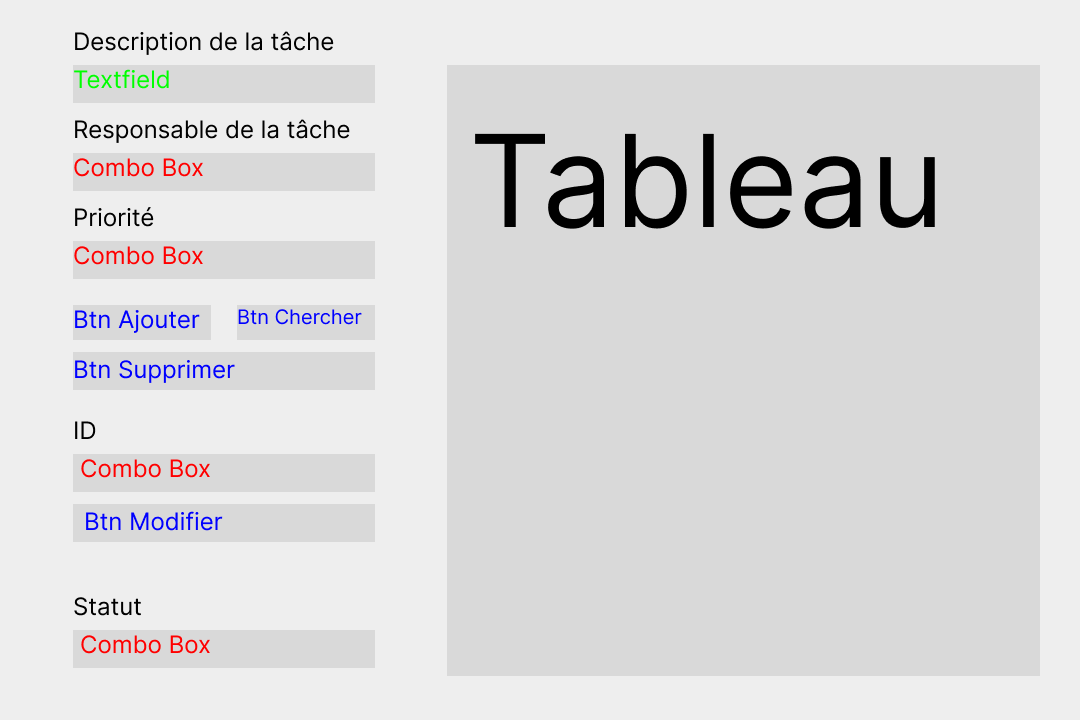 Description de la tâche
Textfield
Responsable de la tâche
Combo Box
Priorité
Combo Box
Btn Ajouter
Btn Chercher
Btn Supprimer
ID
Combo Box
Btn Modifier
Statut
Combo Box
Tableau